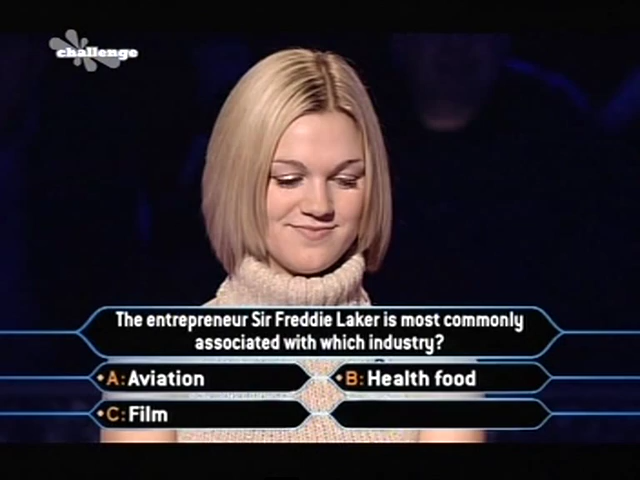 challenge
The entrepreneur Sir Freddie Laker is most commonly
associated with which industry?
A: Aviation
B: Health food
C: Film